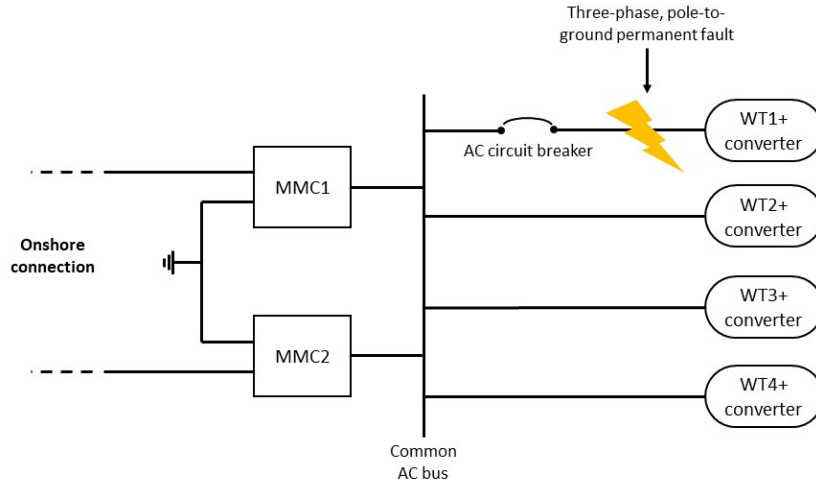 Three-phase, pole-to-
ground permanent fault
WT1+
converter
AC circuit breaker
MMC1
WT2+
converter
Onshore
connection
WT3+
converter
MMC2
WT4+
converter
Common
AC bus